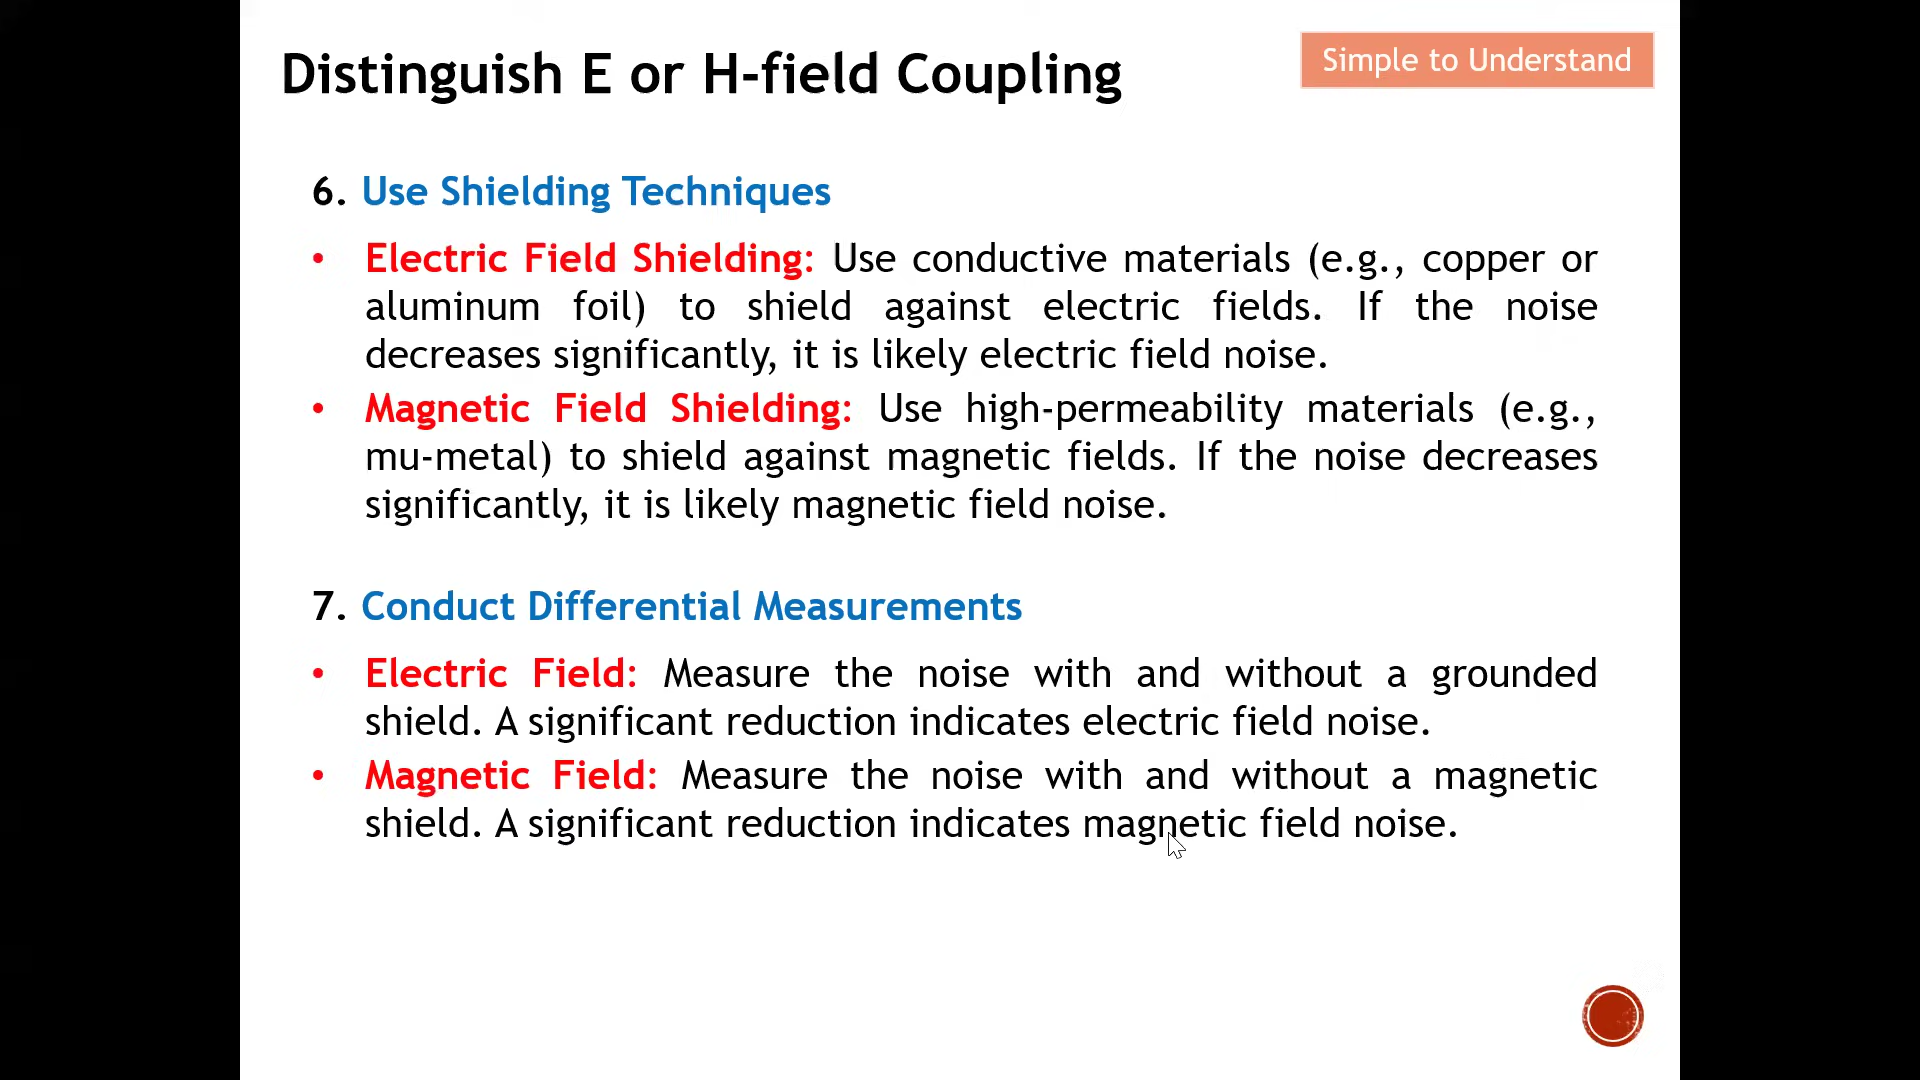 Distinguish E or H-field Coupling
Simple to Understand
6. Use Shielding Techniques
• Electric Field Shielding: Use conductive materials (e.g., copper or
aluminum foil) to shield against electric fields. If the noise
decreases significantly, it is likely electric field noise.
• Magnetic Field Shielding: Use high-permeability materials (e.g.,
mu-metal) to shield against magnetic fields. If the noise decreases
significantly, it is likely magnetic field noise.
7. Conduct Differential Measurements
• Electric Field: Measure the noise with and without a grounded
shield. A significant reduction indicates electric field noise.
• Magnetic Field: Measure the noise with and without a magnetic
shield. A significant reduction indicates magnetic field noise.